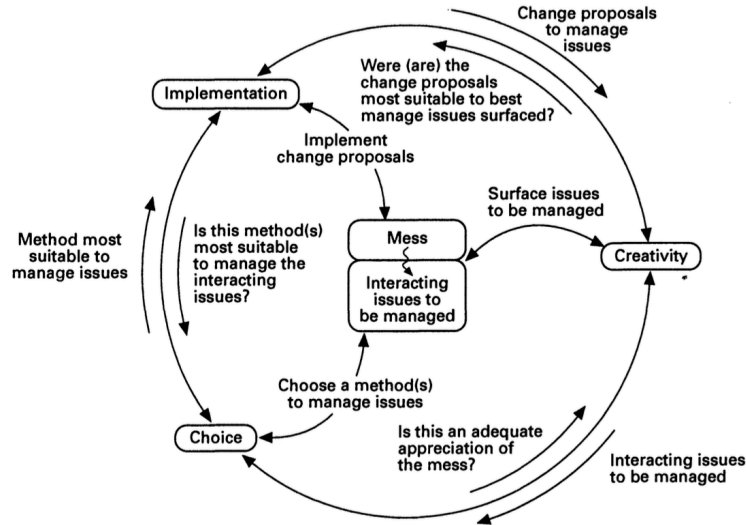 Change proposals
to manage
issues
Were (are) the
change proposals
most suitable to best
manage issues surfaced?
Implementation
Implement
change proposals
Surface issues
to be managed
Method most
suitable to
manage issues
Is this method(s)
most suitable
to manage the
interacting
issues?
Mess
Interacting
issues to
be managed
Creativity
Choose a method(s)
to manage issues
Choice
Is this an adequate
appreciation of
the mess?
Interacting issues
to be managed